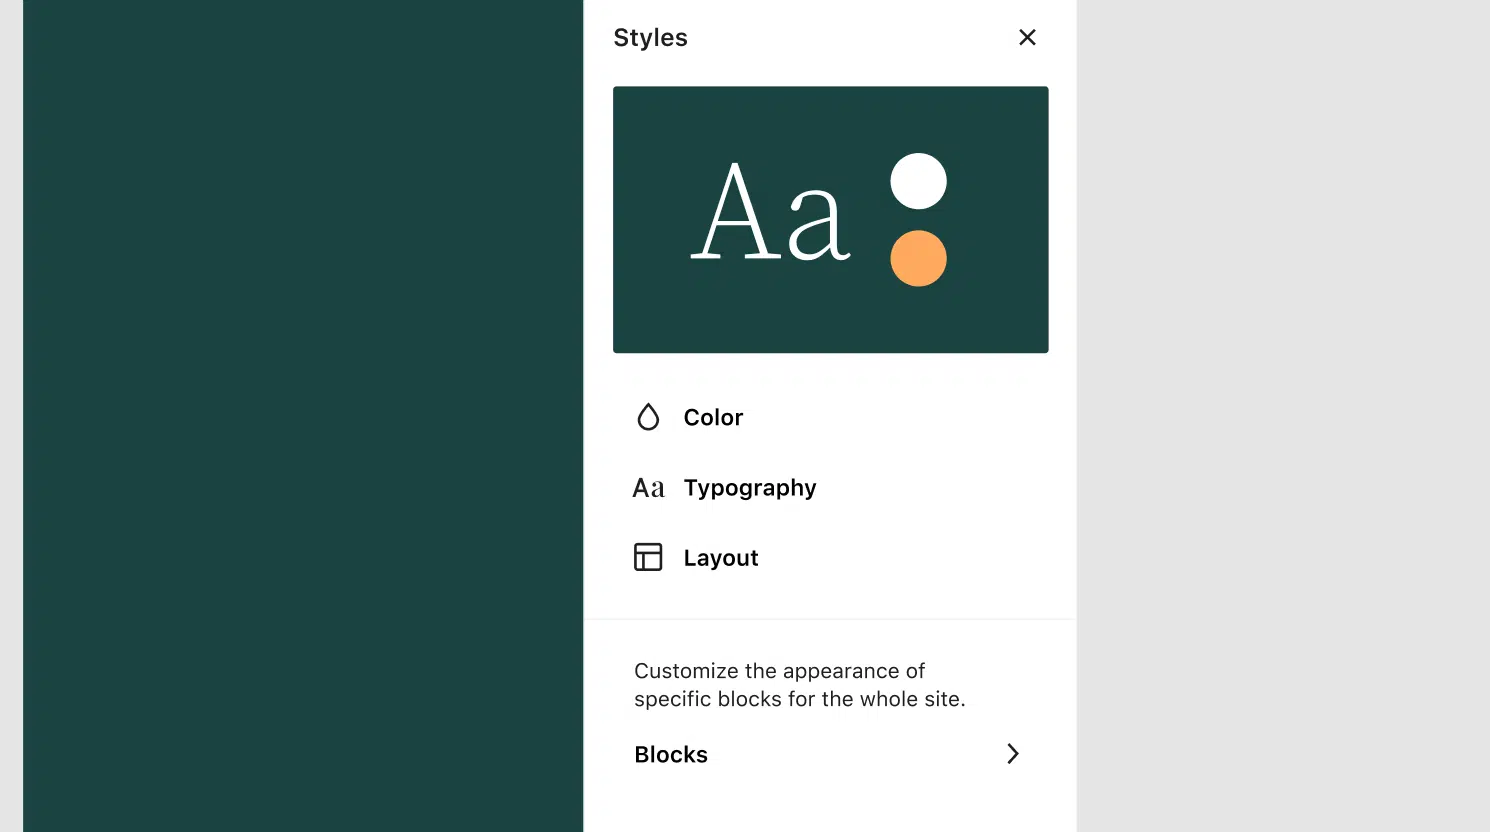 Styles
Aa
Color
Aa Typography
Layout
Customize the appearance of
specific blocks for the whole site.
Blocks